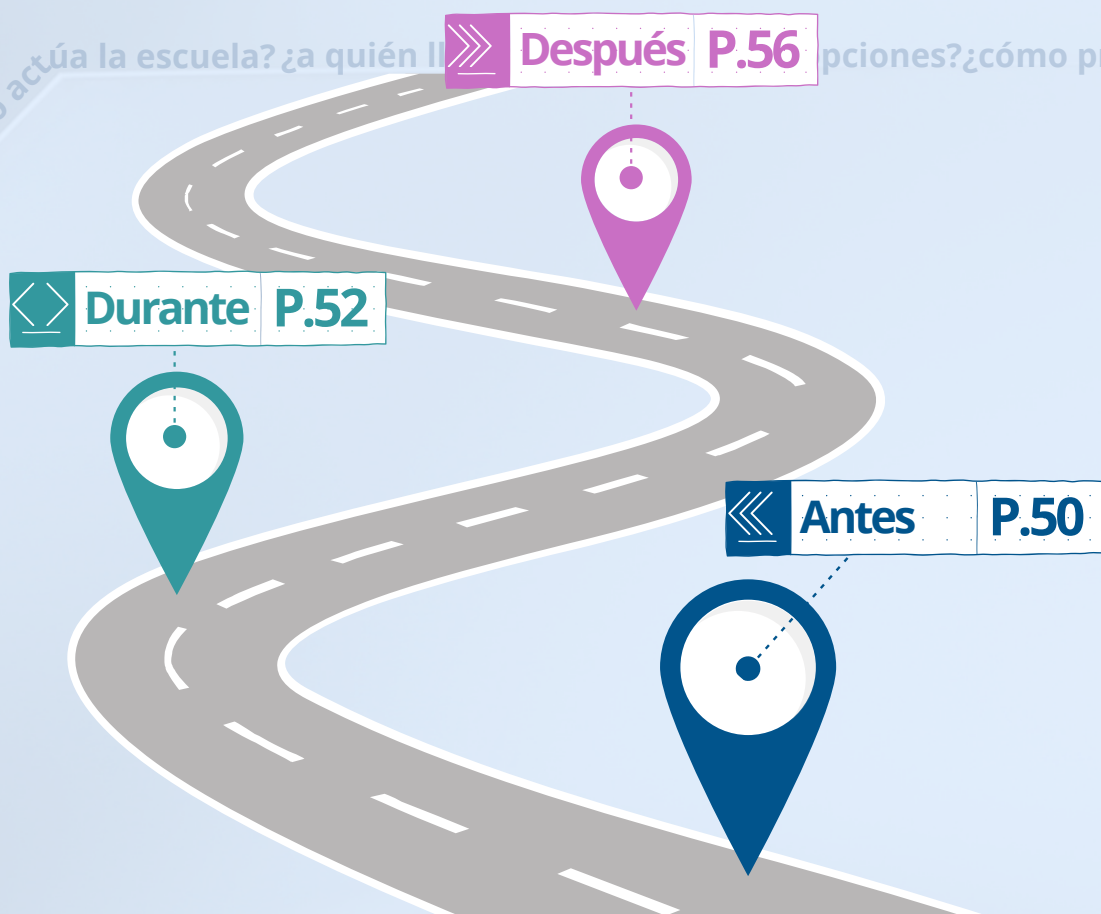 o actúa la escuela? ¿a quién ll
pciones?¿cómo pr
Después P.56
Durante P.52
Antes P.50